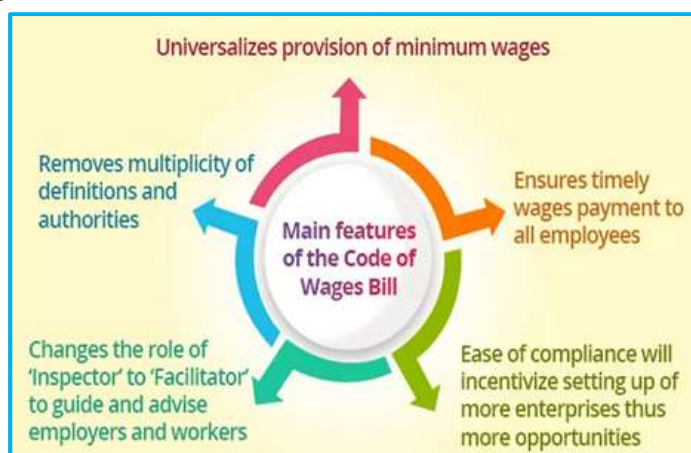 Universalizes provision of minimum wages
Removes multiplicity of
definitions and
authorities
Ensures timely
wages payment to
all employees
Main features
of the Code of
Wages Bill
Changes the role of
'Inspector' to 'Facilitator'
to guide and advise
employers and workers
Ease of compliance will
incentivize setting up of
more enterprises thus
more opportunities